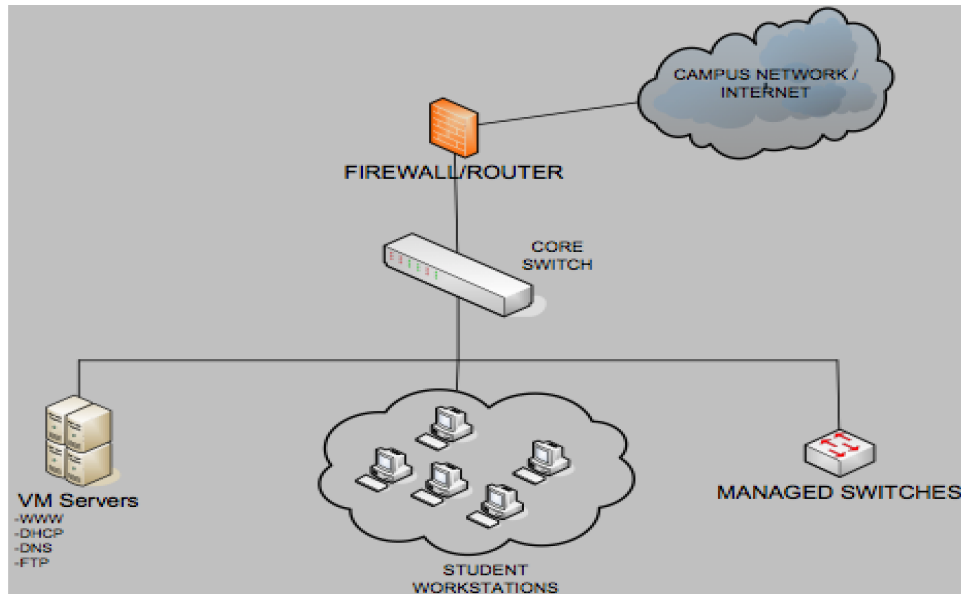 CAMPUS NETWORK /
INTERNET
FIREWALL/ROUTER
CORE
SWITCH
VM Servers
-WWW
-DHCP
-DNS
-FTP
STUDENT
WORKSTATIONS
MANAGED SWITCHES